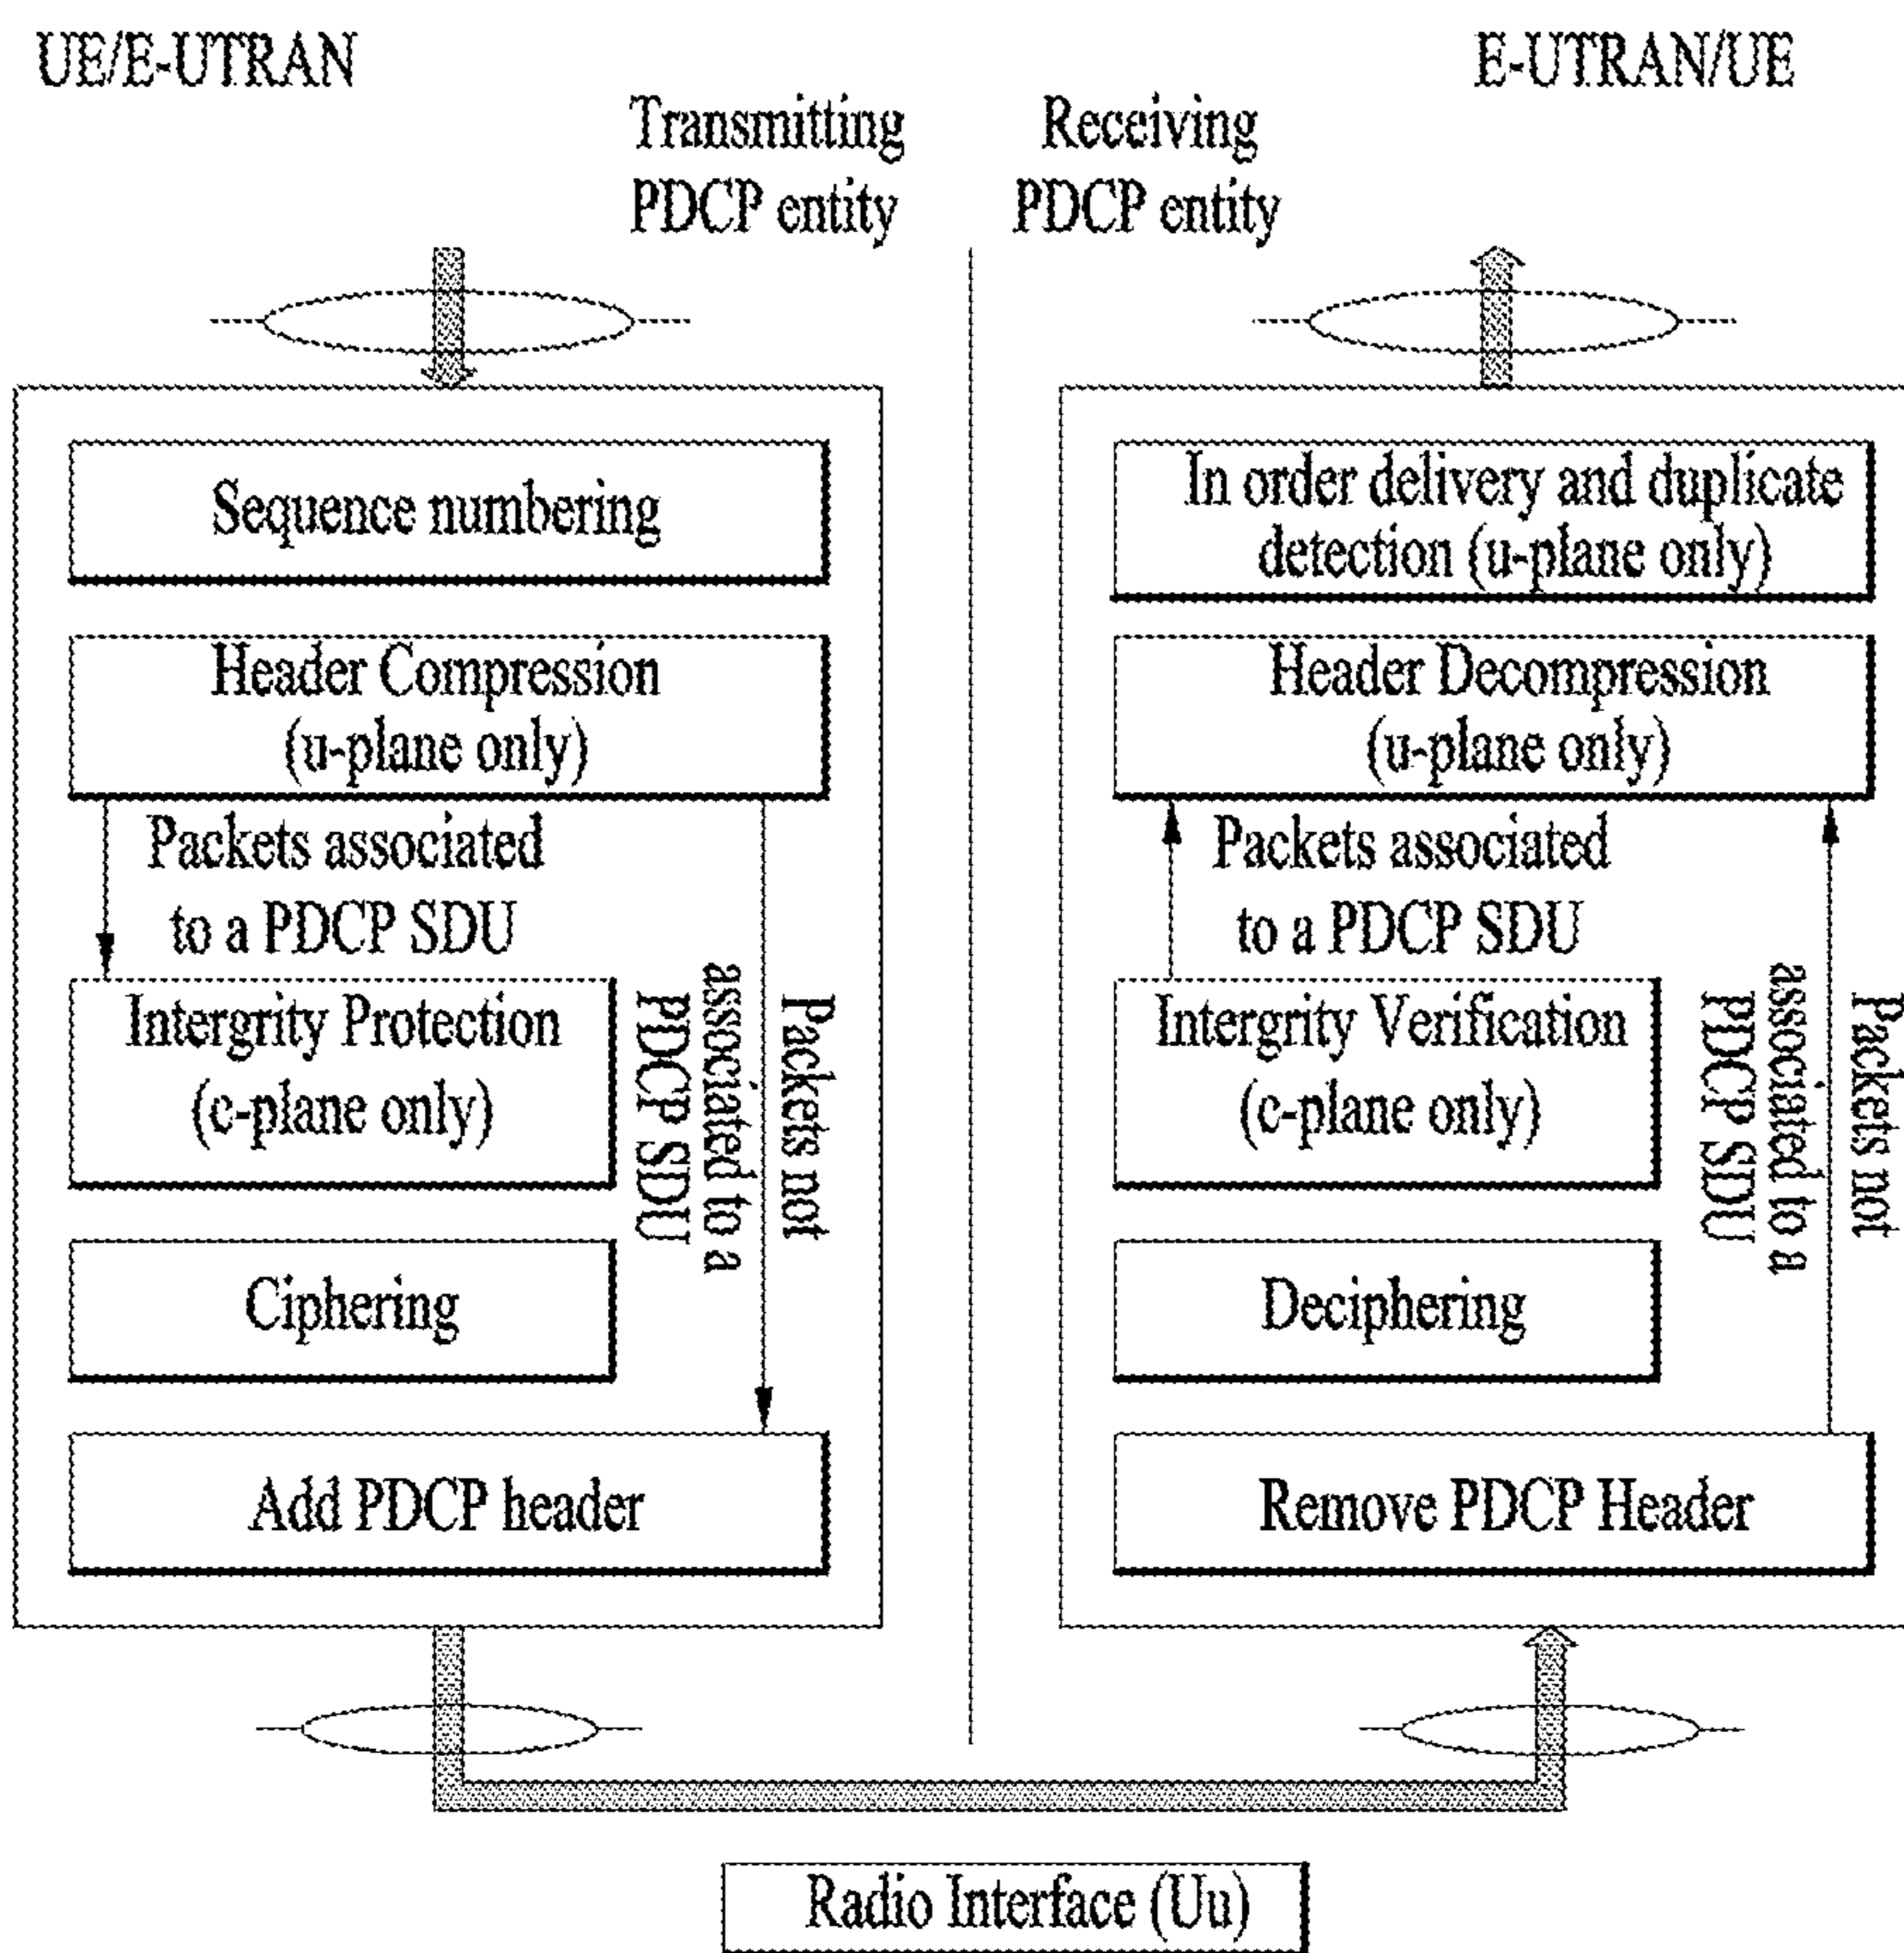 UE/E-UTRAN
E-UTRAN/UE
Transmitting
PDCP entity
Receiving
PDCP entity
Sequence numbering
Header Compression
(u-plane only)
Packets associated
to a PDCP SDU
Packets not
associated to a
PDCP SDU
Intergrity Protection
(c-plane only)
Ciphering
Add PDCP header
In order delivery and duplicate
detection (u-plane only)
Header Decompression
(u-plane only)
Packets associated
to a PDCP SDU
Packets not
associated to a
PDCP SDU
Intergrity Verification
(c-plane only)
Deciphering
Remove PDCP Header
Radio Interface (Uu)